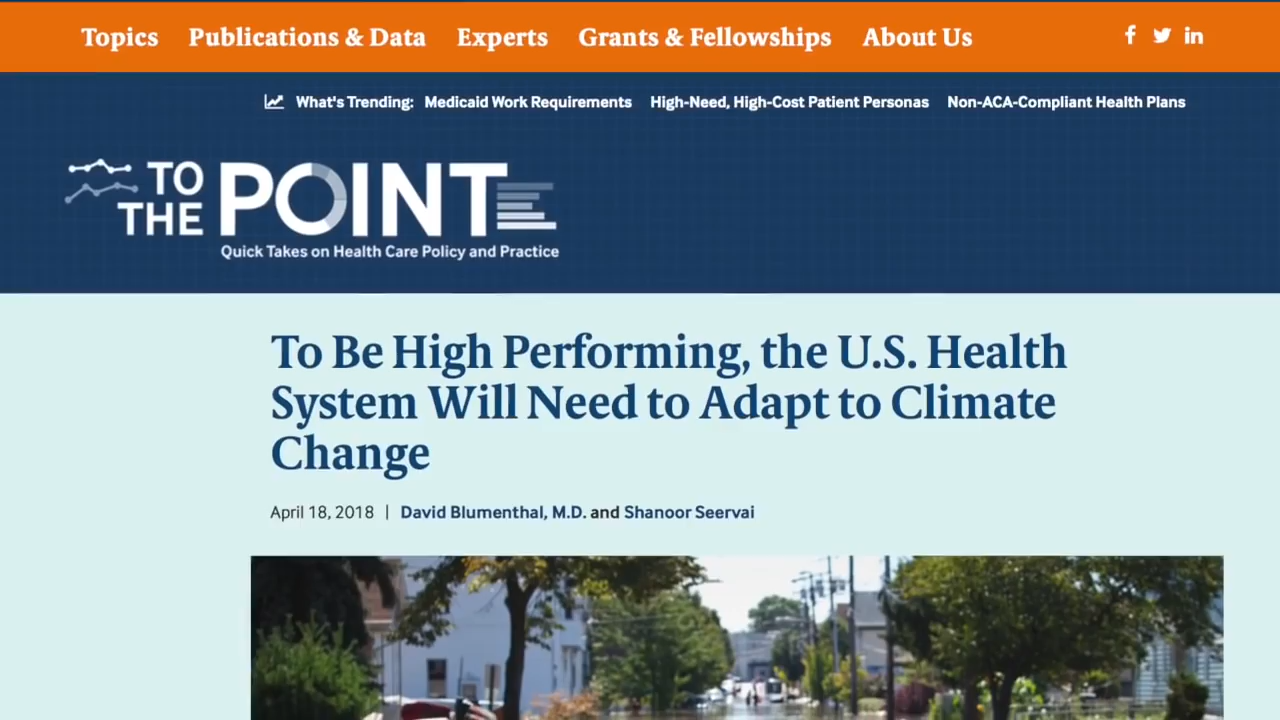 Topics Publications & Data Experts Grants & Fellowships About Us
What's Trending: Medicaid Work Requirements High-Need, High-Cost Patient Personas Non-ACA-Compliant Health Plans
TO THE POINT
Quick Takes on Health Care Policy and Practice
To Be High Performing, the U.S. Health
System Will Need to Adapt to Climate
Change
April 18, 2018 | David Blumenthal, M.D. and Shanoor Seervai